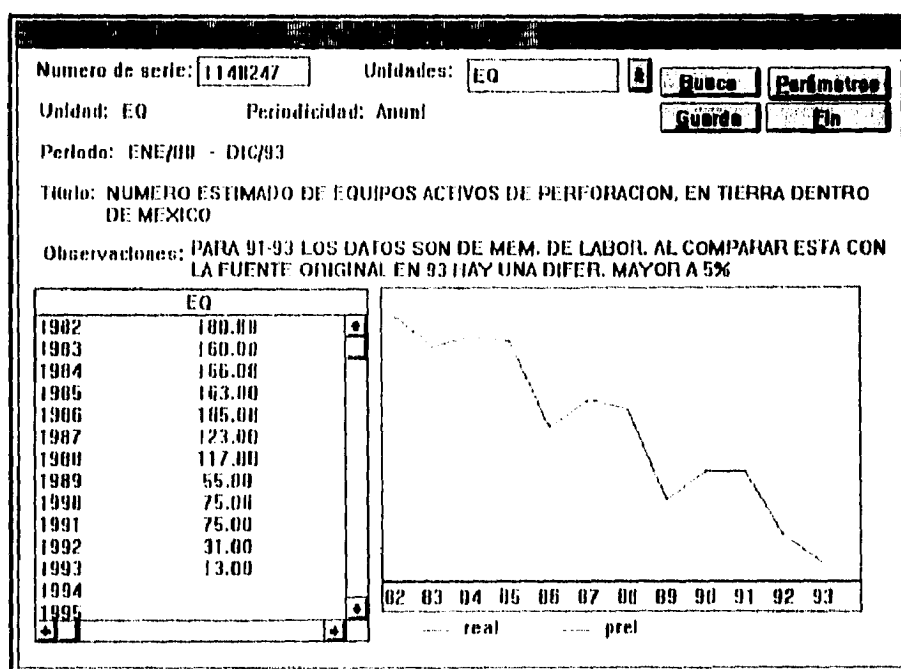 Numero de serie: Unidades: EQ Busca Parámetros
Unidad: EQ Periodicidad: Anual Guarda Fin
Periodo: - DIC/93
Titulo: NUMERO ESTIMADO DE EQUIPOS ACTIVOS DE PERFORACION, EN TIERRA DENTRO
DE MEXICO
Observaciones: PARA 91-93 LOS DATOS SON DE MEM. DE LABOR. AL COMPARAR ESTA CON
LA FUENTE ORIGINAL EN 93 HAY UNA DIFER. MAYOR A 5%
EQ
1982 180.00
1983 160.00
1984 166.00
1985 163.00
1986 105.00
1987 123.00
1988 117.00
1989 55.00
1990 75.00
1991 75.00
1992 31.00
1993 13.00
1994
1995
82 83 84 85 86 87 88 89 90 91 92 93
real prel